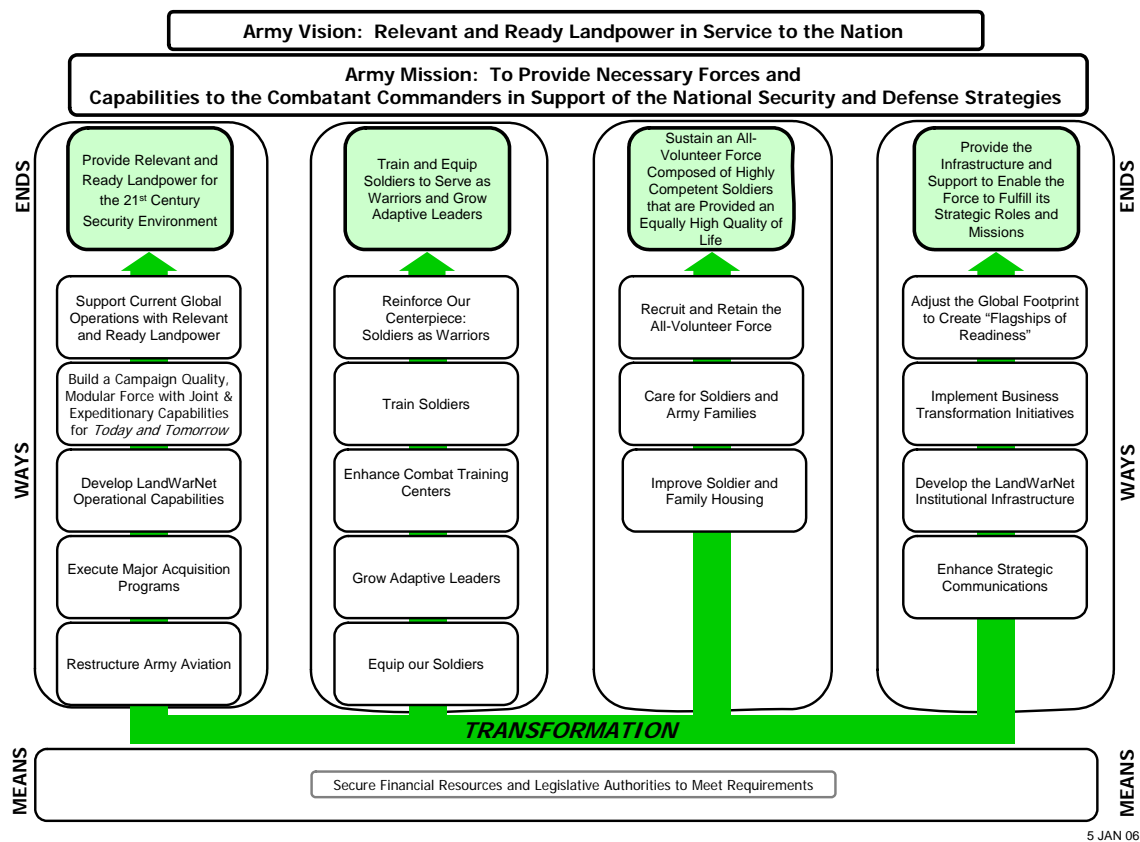 Army Vision: Relevant and Ready Landpower in Service to the Nation
Army Mission: To Provide Necessary Forces and
Capabilities to the Combatant Commanders in Support of the National Security and Defense Strategies
ENDS
Provide Relevant and
Ready Landpower for
the 21st Century
Security Environment
Train and Equip
Soldiers to Serve as
Warriors and Grow
Adaptive Leaders
Sustain an All-
Volunteer Force
Composed of Highly
Competent Soldiers
that are Provided an
Equally High Quality of
Life
Provide the
Infrastructure and
Support to Enable the
Force to Fulfill its
Strategic Roles and
Missions
ENDS
WAYS
Support Current Global
Operations with Relevant
and Ready Landpower
Build a Campaign Quality,
Modular Force with Joint &
Expeditionary Capabilities
for Today and Tomorrow
Develop LandWarNet
Operational Capabilities
Execute Major Acquisition
Programs
Restructure Army Aviation
Reinforce Our
Centerpiece:
Soldiers as Warriors
Train Soldiers
Enhance Combat Training
Centers
Grow Adaptive Leaders
Equip our Soldiers
Recruit and Retain the
All-Volunteer Force
Care for Soldiers and
Army Families
Improve Soldier and
Family Housing
Adjust the Global Footprint
to Create “Flagships of
Readiness”
Implement Business
Transformation Initiatives
Develop the LandWarNet
Institutional Infrastructure
Enhance Strategic
Communications
WAYS
TRANSFORMATION
MEANS
Secure Financial Resources and Legislative Authorities to Meet Requirements
MEANS
5 JAN 06